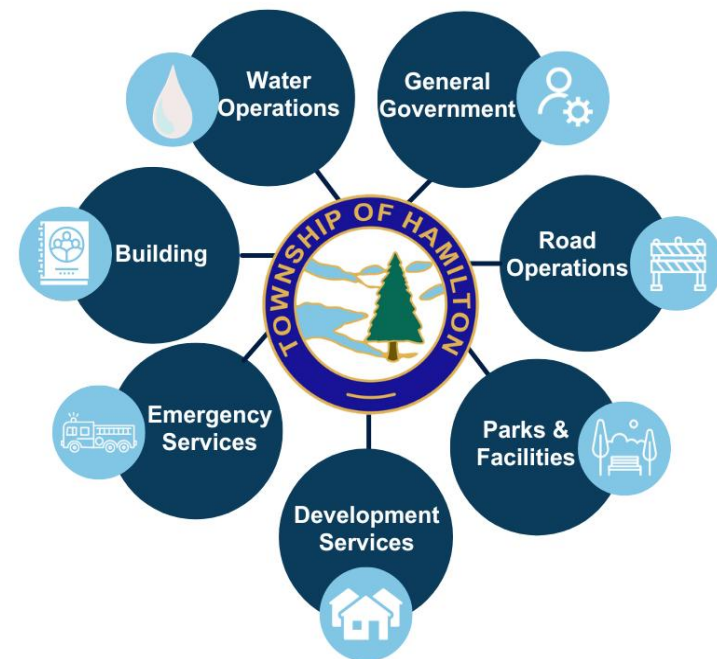 Water
Operations
General
Government
Building
TOWNSHIP OF HAMILTON
Road
Operations
Emergency
Services
Parks &
Facilities
Development
Services